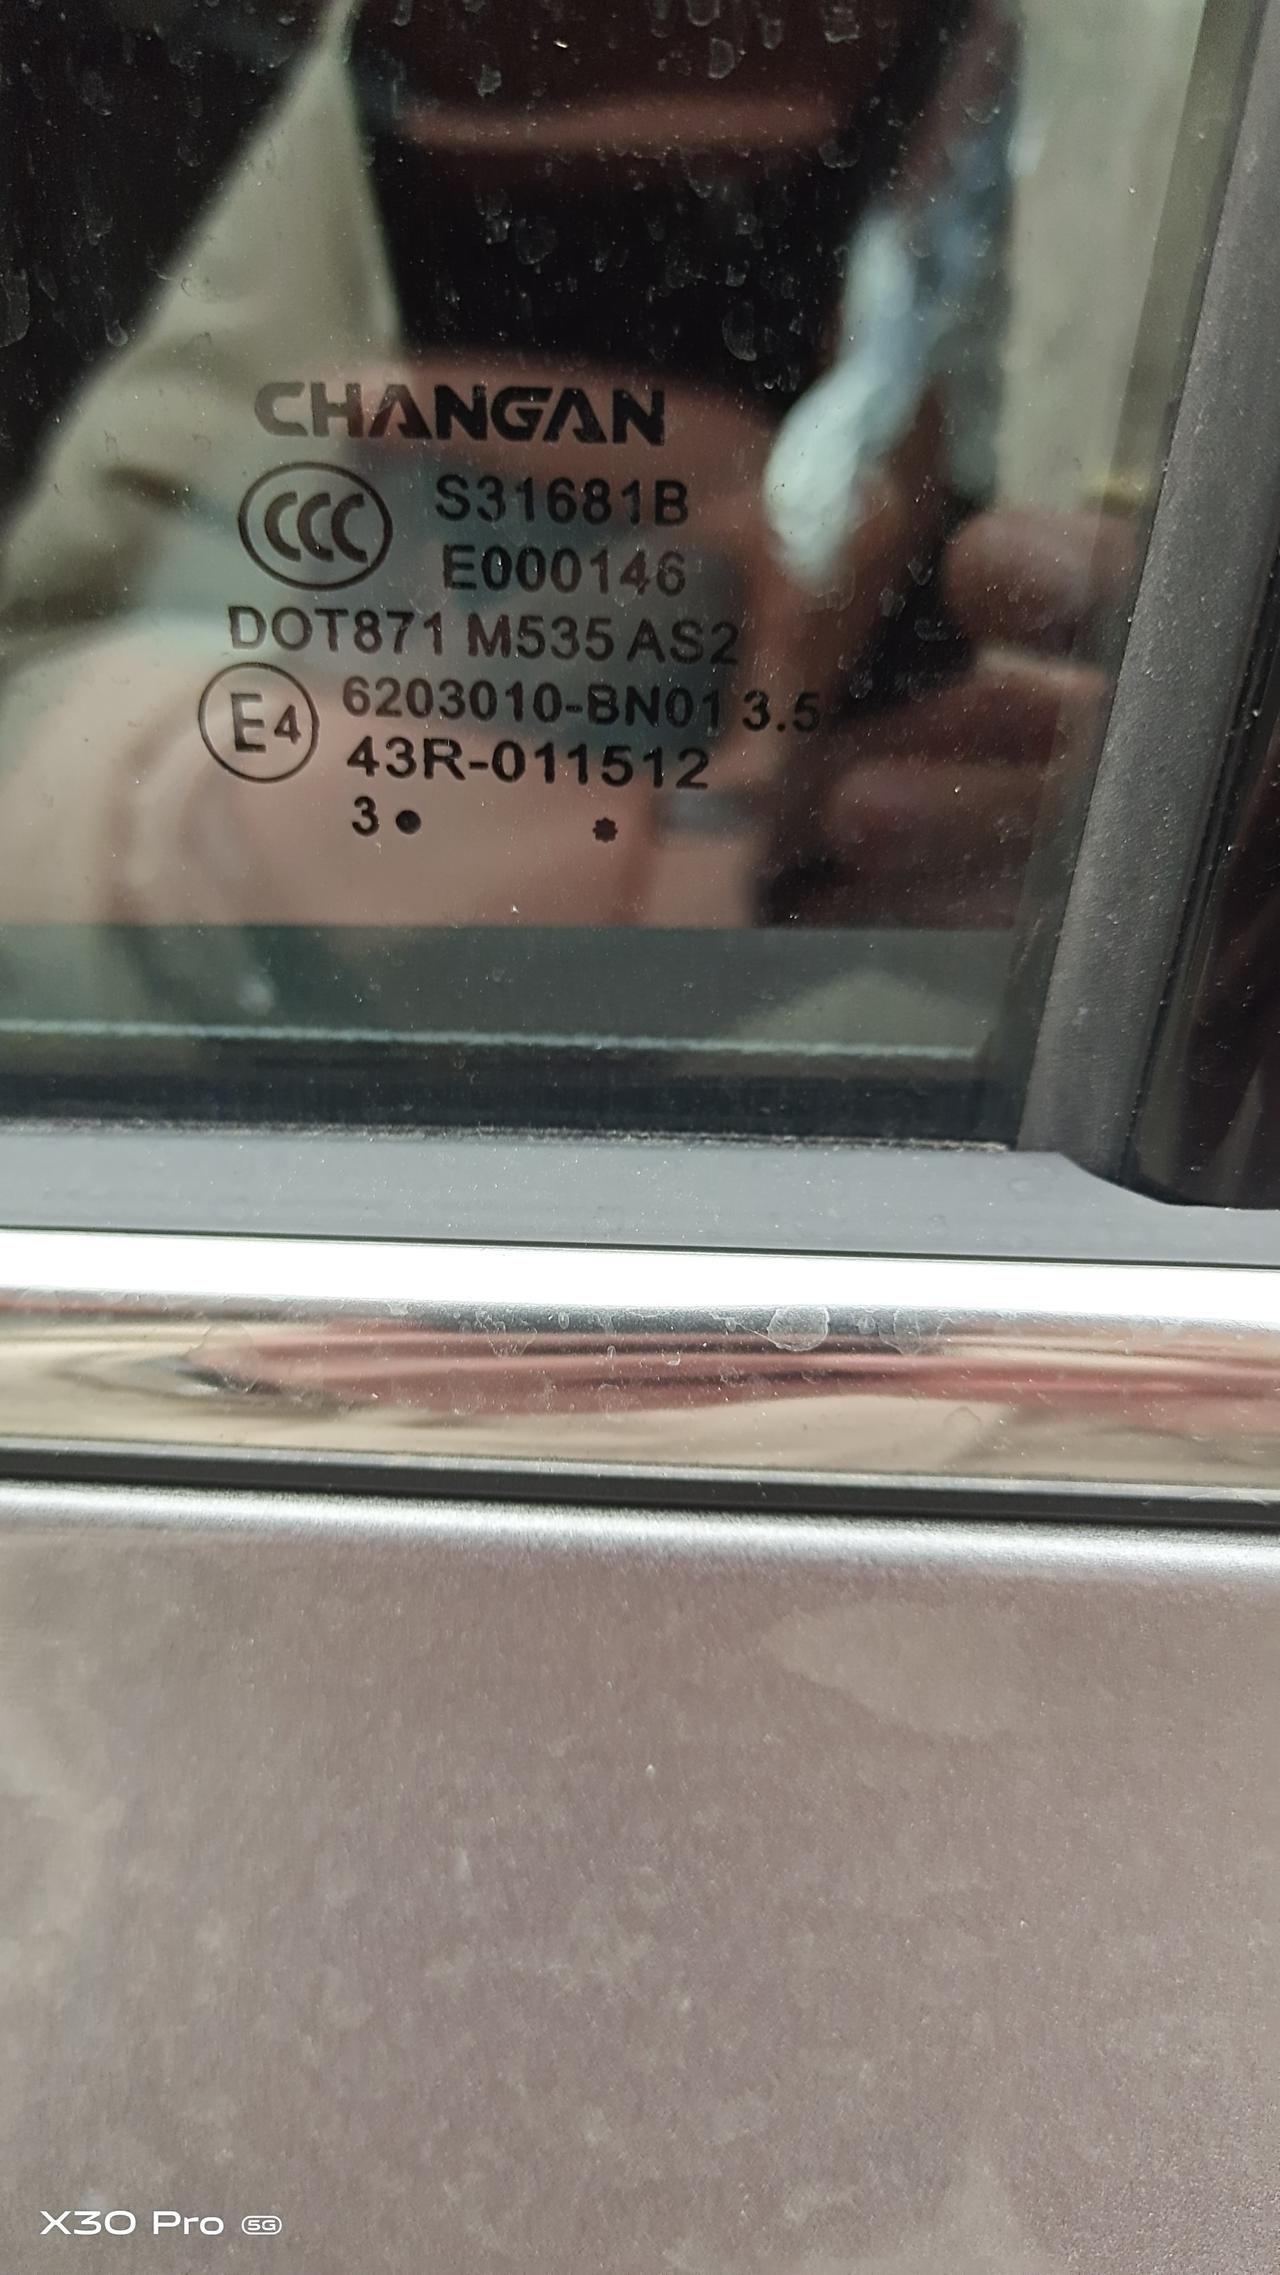 CHANGAN
CCC S31681B
E000146
DOT871 M535 AS2
E4 6203010-BN01 3.5
43R-011512
3 ●
X30 Pro 5G